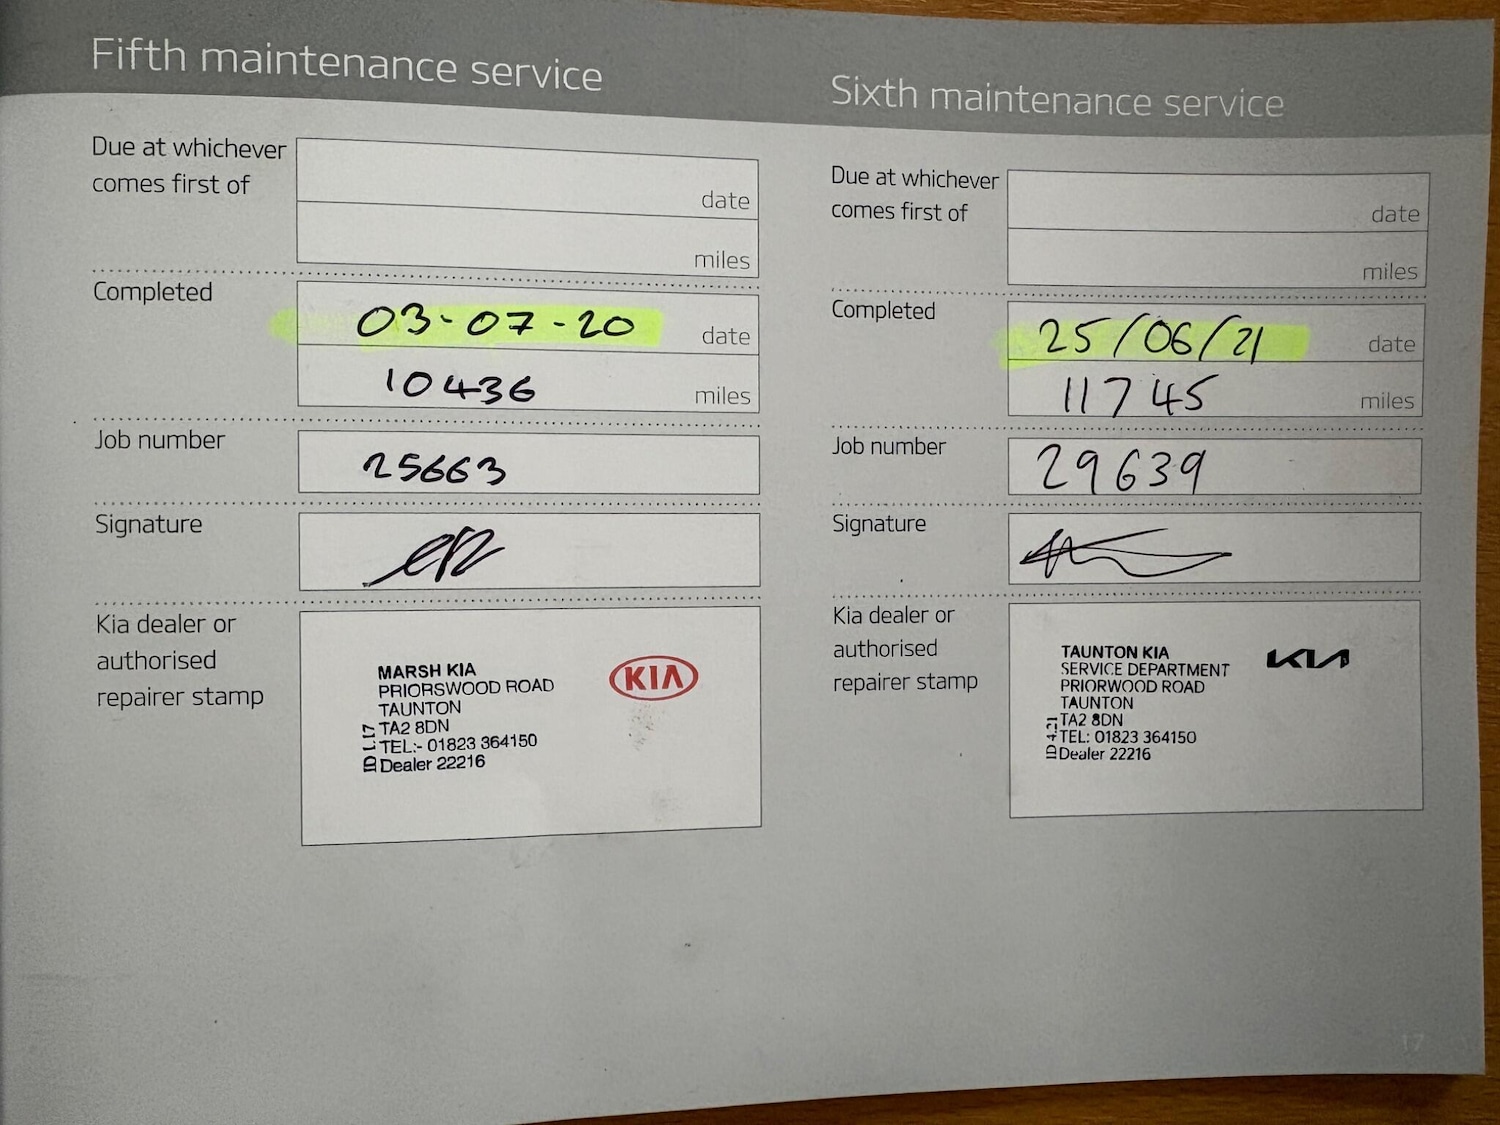 Fifth maintenance service
Due at whichever
comes first of
date
miles
Completed
03-07-20
date
10436
miles
Job number
25663
Signature
Kia dealer or
authorised
repairer stamp
MARSH KIA
PRIORSWOOD ROAD
TAUNTON
TA2 8DN
TEL:- 01823 364150
Dealer 22216
KIA
Sixth maintenance service
Due at whichever
comes first of
date
miles
Completed
25/06/21
date
11745
miles
Job number
29639
Signature
Kia dealer or
authorised
repairer stamp
TAUNTON KIA
SERVICE DEPARTMENT
PRIORWOOD ROAD
TAUNTON
TA2 8DN
TEL: 01823 364150
Dealer 22216
KIA
17